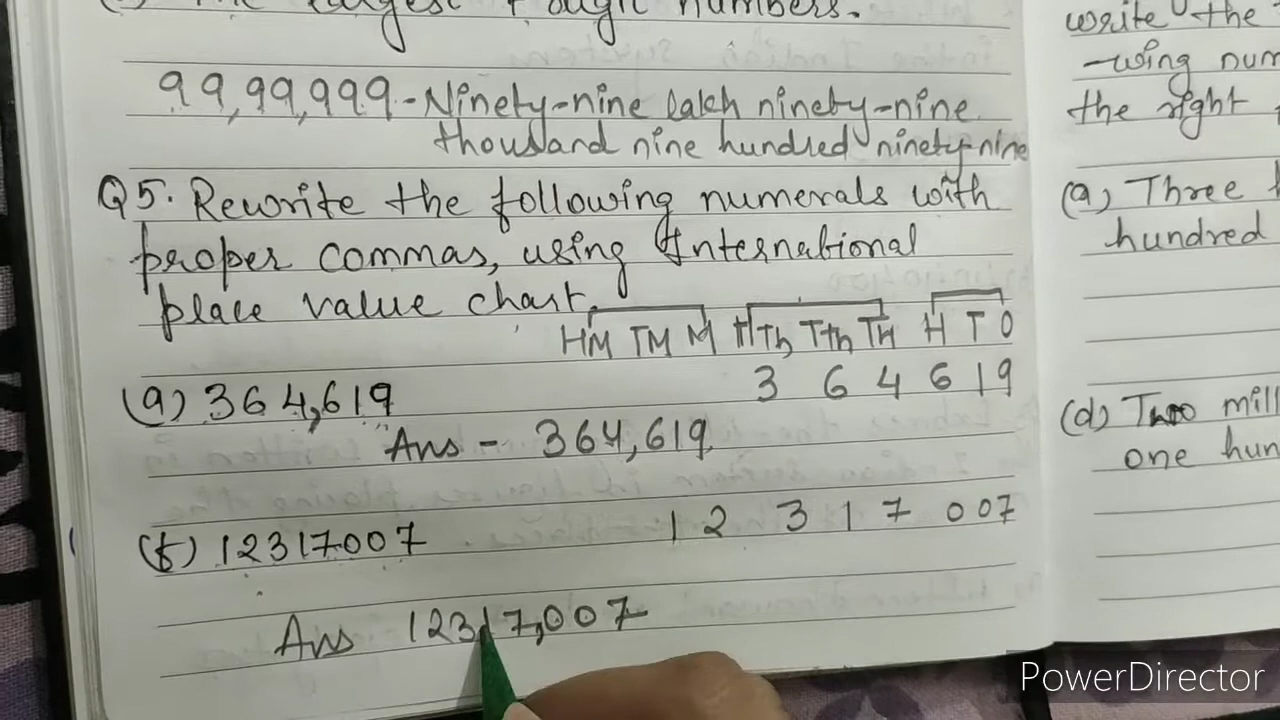 numbers.
99,99,999-Ninety-nine lakh ninety-nine
thousand nine hundred ninety-nine
Q5. Rewrite the following numerals with
proper commas, using International
place value chart.
HM TM M HTh TTh TH H T O
(a) 364,619 3 6 4 6 1 9
Ans - 364,619
(f) 12317007 1 2 3 1 7 0 0 7
Ans 12317,007
write the
-wing num
the right
(a) Three
hundred
(d) Two mill
one hun
PowerDirector